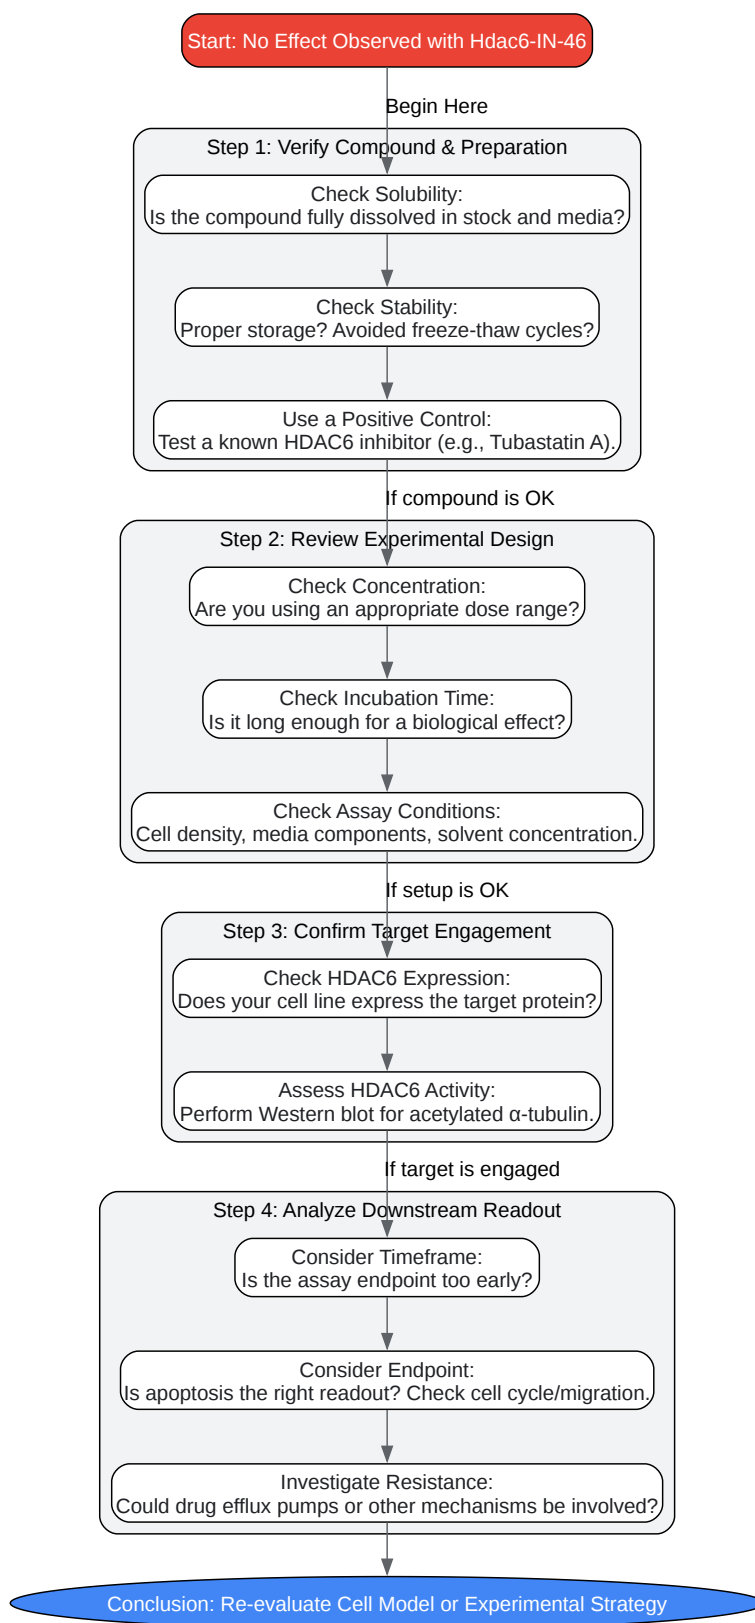 Start: No Effect Observed with Hdac6-IN-46
Begin Here
Step 1: Verify Compound & Preparation
Check Solubility:
Is the compound fully dissolved in stock and media?
Check Stability:
Proper storage? Avoided freeze-thaw cycles?
Use a Positive Control:
Test a known HDAC6 inhibitor (e.g., Tubastatin A).
If compound is OK
Step 2: Review Experimental Design
Check Concentration:
Are you using an appropriate dose range?
Check Incubation Time:
Is it long enough for a biological effect?
Check Assay Conditions:
Cell density, media components, solvent concentration.
If setup is OK
Step 3: Confirm Target Engagement
Check HDAC6 Expression:
Does your cell line express the target protein?
Assess HDAC6 Activity:
Perform Western blot for acetylated α-tubulin.
If target is engaged
Step 4: Analyze Downstream Readout
Consider Timeframe:
Is the assay endpoint too early?
Consider Endpoint:
Is apoptosis the right readout? Check cell cycle/migration.
Investigate Resistance:
Could drug efflux pumps or other mechanisms be involved?
Conclusion: Re-evaluate Cell Model or Experimental Strategy